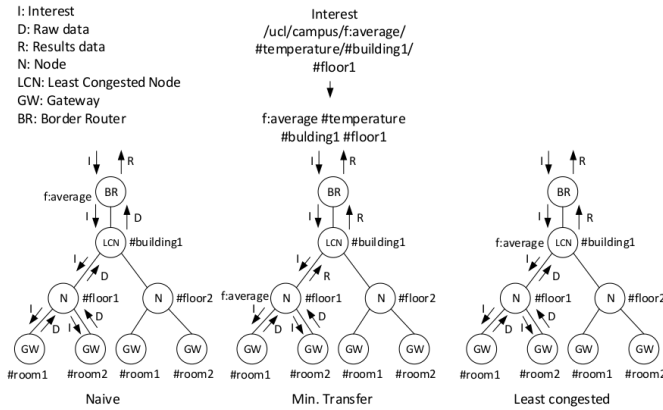 I: Interest
D: Raw data
R: Results data
N: Node
LCN: Least Congested Node
GW: Gateway
BR: Border Router
Interest
/ucl/campus/f:average/
#temperature/#building1/
#floor1
f:average #temperature
#bulding1 #floor1
I R
f:average BR
I D
LCN #building1
I D
N #floor1 N #floor2
I D I D
GW GW GW GW
#room1 #room2 #room1 #room2
Naive
I R
BR
I R
LCN #building1
I R
f:average N #floor1 N #floor2
I D I D
GW GW GW GW
#room1 #room2 #room1 #room2
Min. Transfer
I R
BR
I R
f:average LCN #building1
I D
N #floor1 N #floor2
I D I D
GW GW GW GW
#room1 #room2 #room1 #room2
Least congested